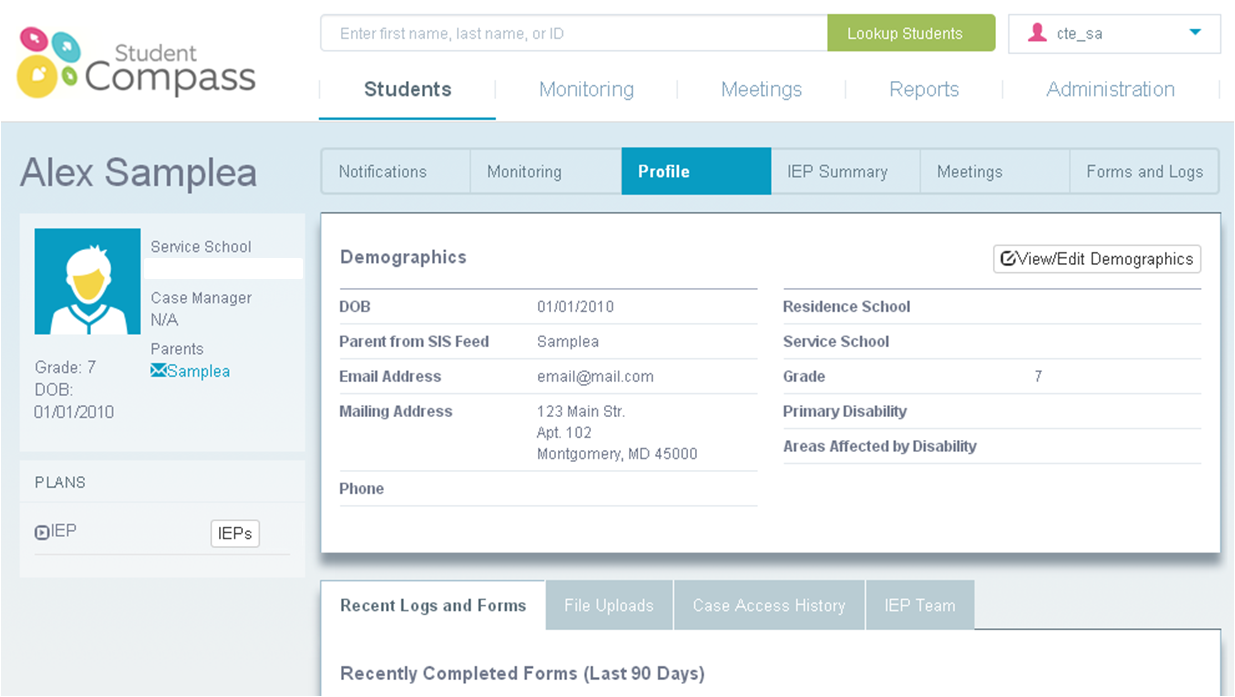 Student
Compass
Enter first name, last name, or ID
Lookup Students
cte_sa
Students
Monitoring
Meetings
Reports
Administration
Alex Samplea
Notifications
Monitoring
Profile
IEP Summary
Meetings
Forms and Logs
Service School
Case Manager
N/A
Parents
Samplea
Grade: 7
DOB:
01/01/2010
PLANS
IEP
IEPs
Demographics
View/Edit Demographics
DOB 01/01/2010
Parent from SIS Feed Samplea
Email Address email@mail.com
Mailing Address 123 Main Str.
Apt. 102
Montgomery, MD 45000
Phone
Residence School
Service School
Grade 7
Primary Disability
Areas Affected by Disability
Recent Logs and Forms
File Uploads
Case Access History
IEP Team
Recently Completed Forms (Last 90 Days)